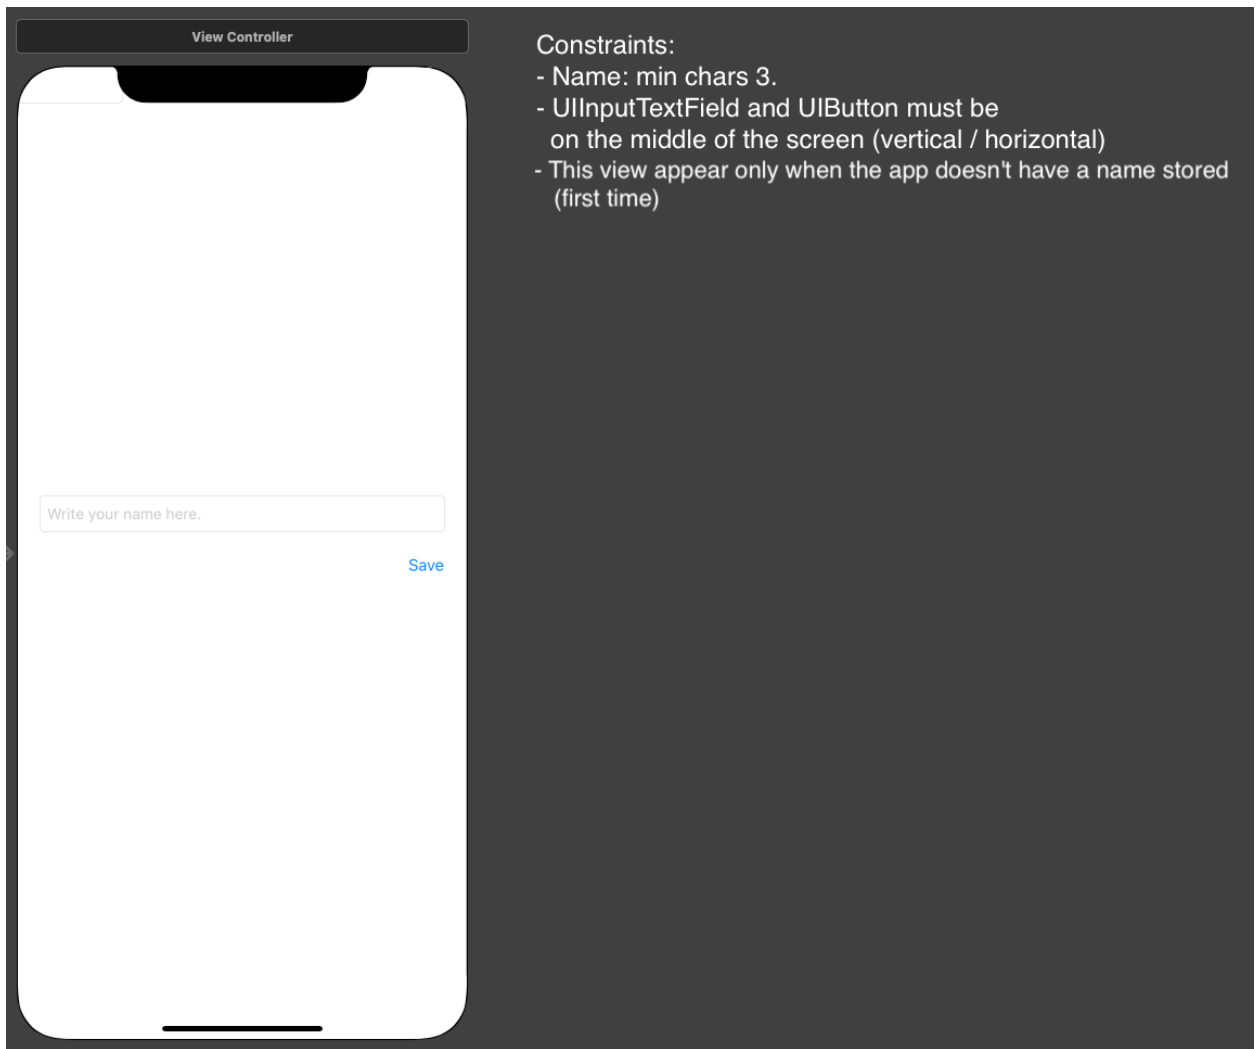 View Controller
Constraints:
- Name: min chars 3.
- UIInputTextField and UIButton must be
on the middle of the screen (vertical / horizontal)
- This view appear only when the app doesn't have a name stored
(first time)
Write your name here.
Save